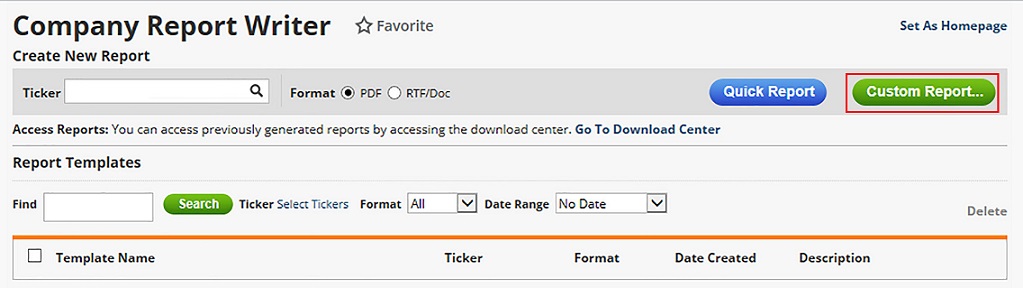 Company Report Writer Favorite Set As Homepage
Create New Report
Ticker Format PDF RTF/Doc Quick Report Custom Report...
Access Reports: You can access previously generated reports by accessing the download center. Go To Download Center
Report Templates
Find Search Ticker Select Tickers Format All Date Range No Date
Delete
Template Name Ticker Format Date Created Description